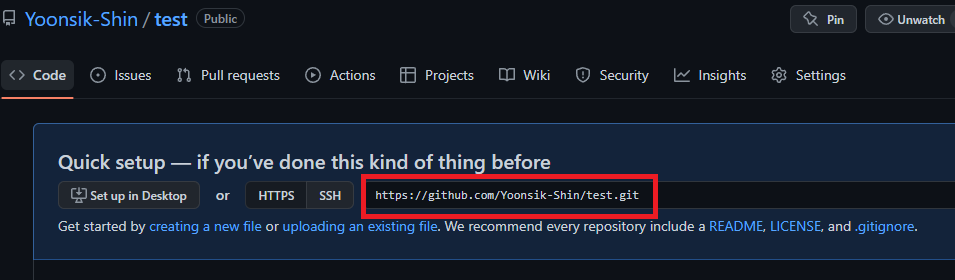 Yoonsik-Shin / test Public Pin Unwatch
Code Issues Pull requests Actions Projects Wiki Security Insights Settings
Quick setup — if you’ve done this kind of thing before
Set up in Desktop or HTTPS SSH https://github.com/Yoonsik-Shin/test.git
Get started by creating a new file or uploading an existing file. We recommend every repository include a README, LICENSE, and .gitignore.